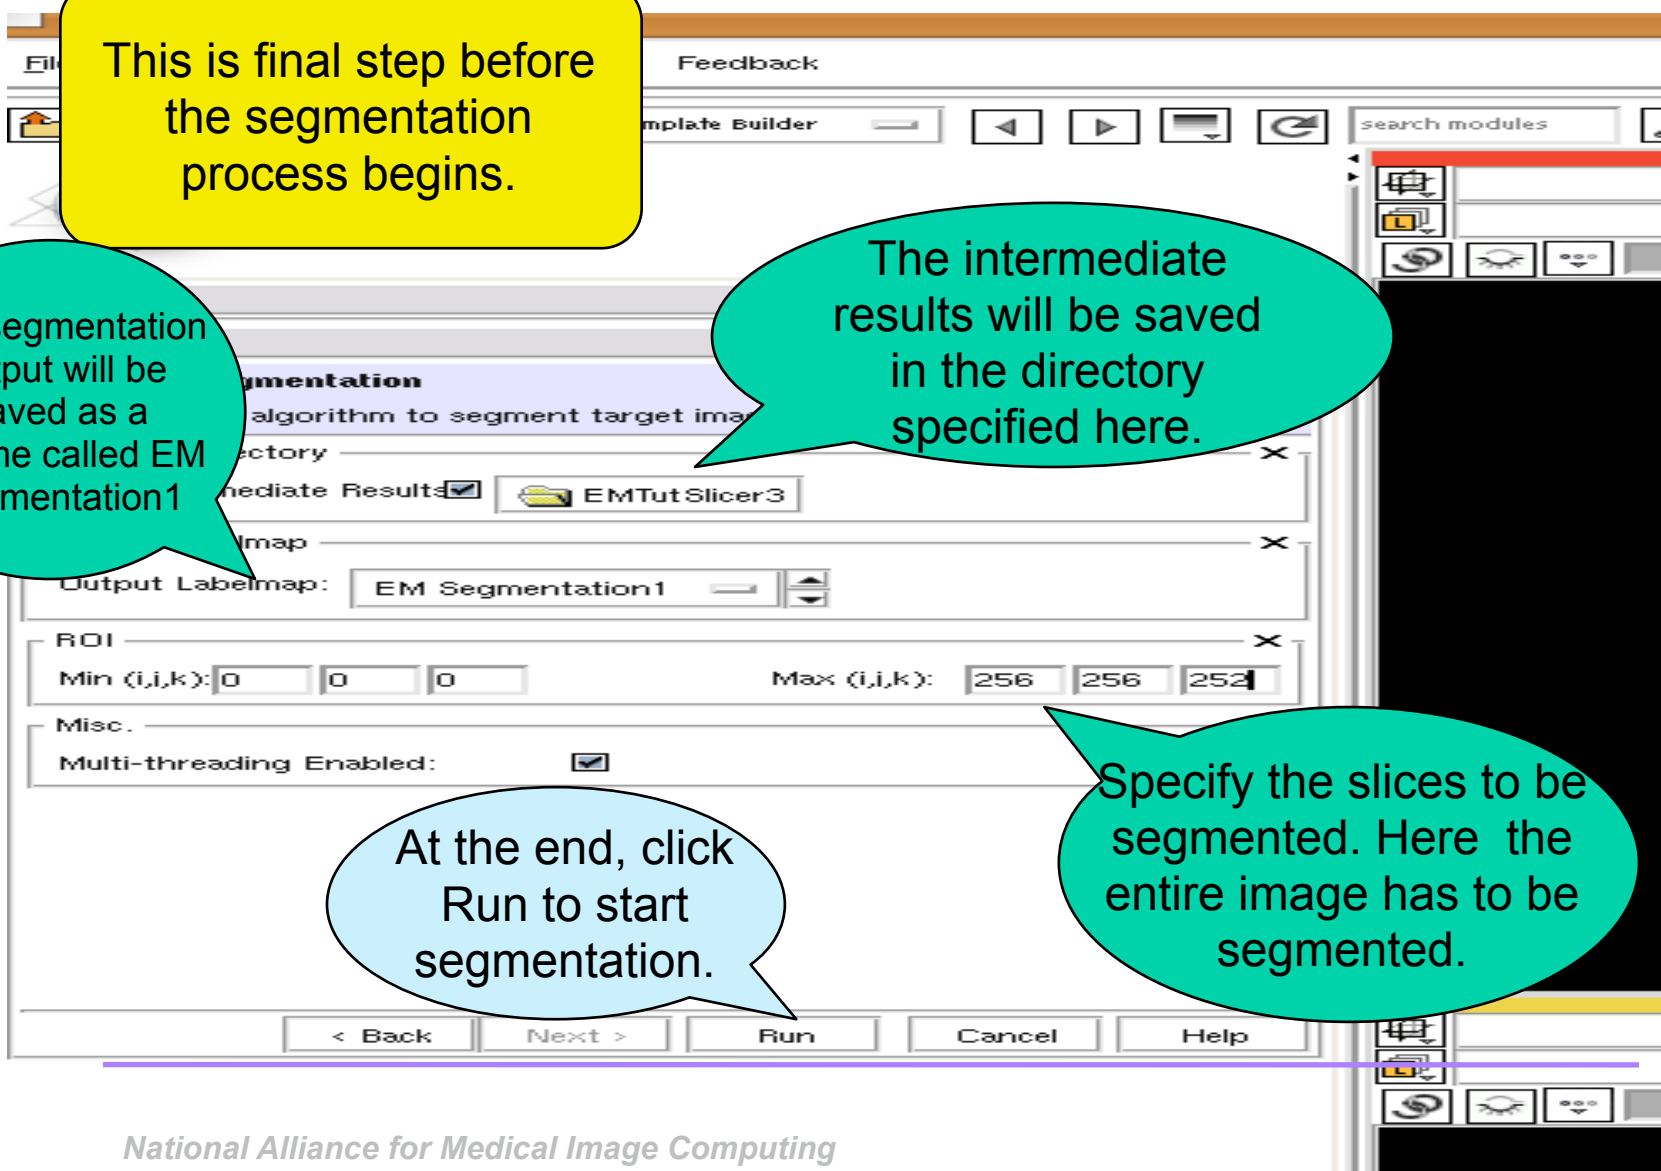 This is final step before
the segmentation
process begins.
Feedback
mplate Builder
search modules
The intermediate
results will be saved
in the directory
specified here.
egmentation
put will be
aved as a
ne called EM
mentation1
gmentation
algorithm to segment target ima
ectory
nediate Results
EMTutSlicer3
lmap
Output Labelmap:
EM Segmentation1
ROI
Min (i,j,k):
0
0
0
Max (i,j,k):
256
256
252
Misc.
Multi-threading Enabled:
Specify the slices to be
segmented. Here the
entire image has to be
segmented.
At the end, click
Run to start
segmentation.
< Back
Next >
Run
Cancel
Help
National Alliance for Medical Image Computing